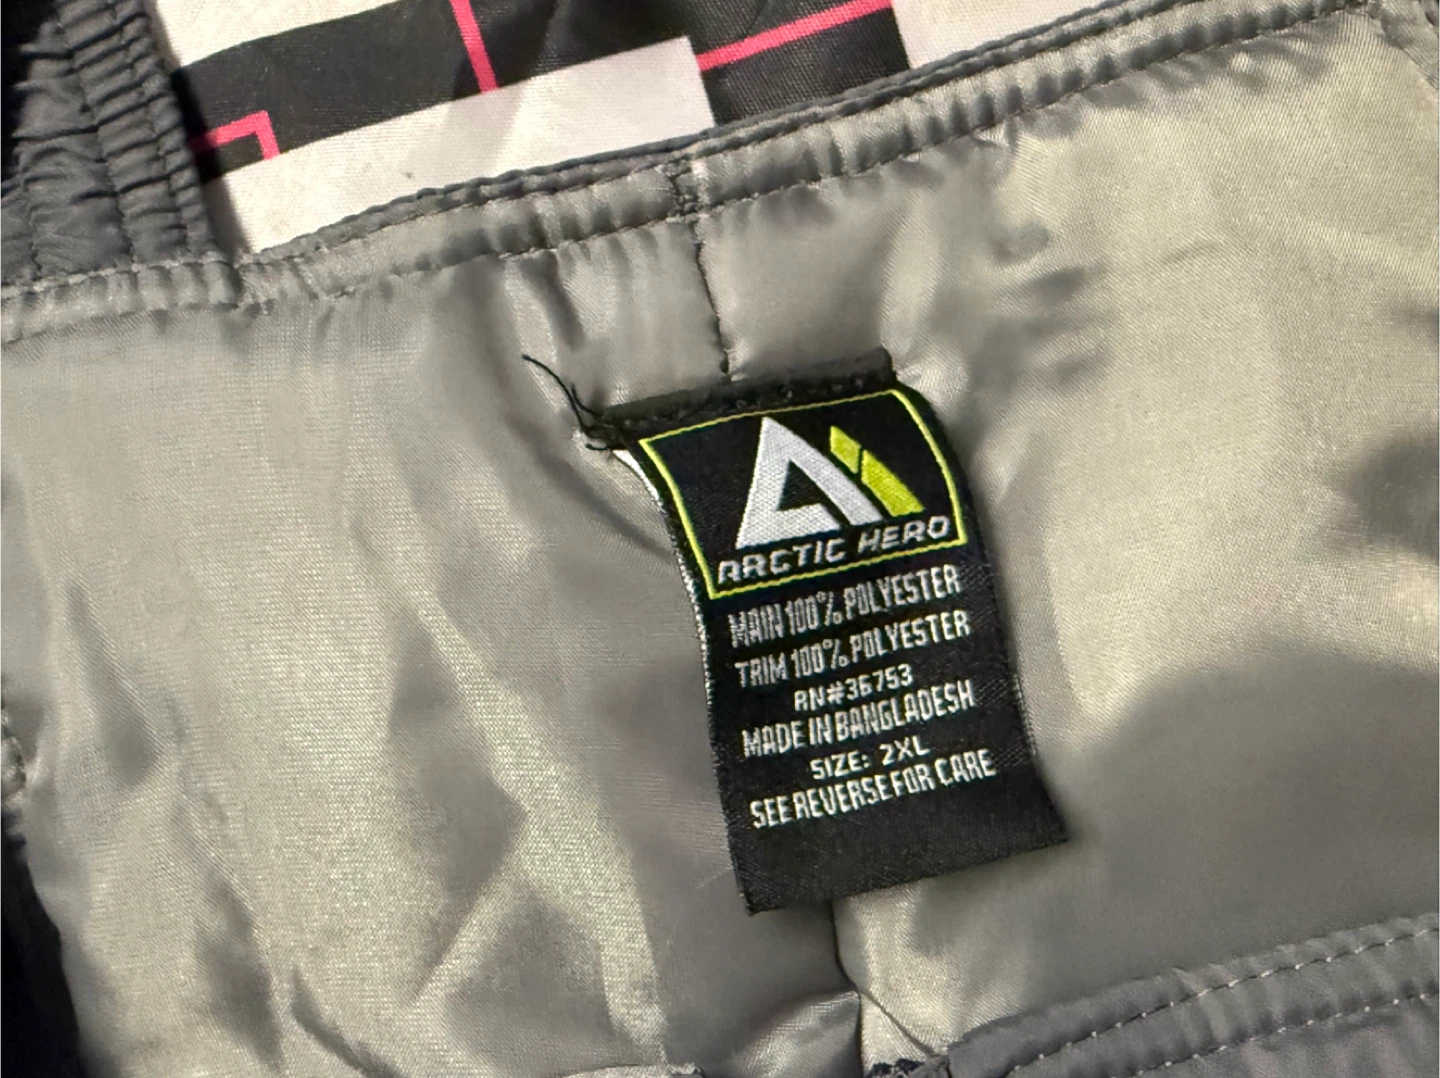 ARCTIC HERO
MAIN 100% POLYESTER
TRIM 100% POLYESTER
RN#36753
MADE IN BANGLADESH
SIZE: 2XL
SEE REVERSE FOR CARE